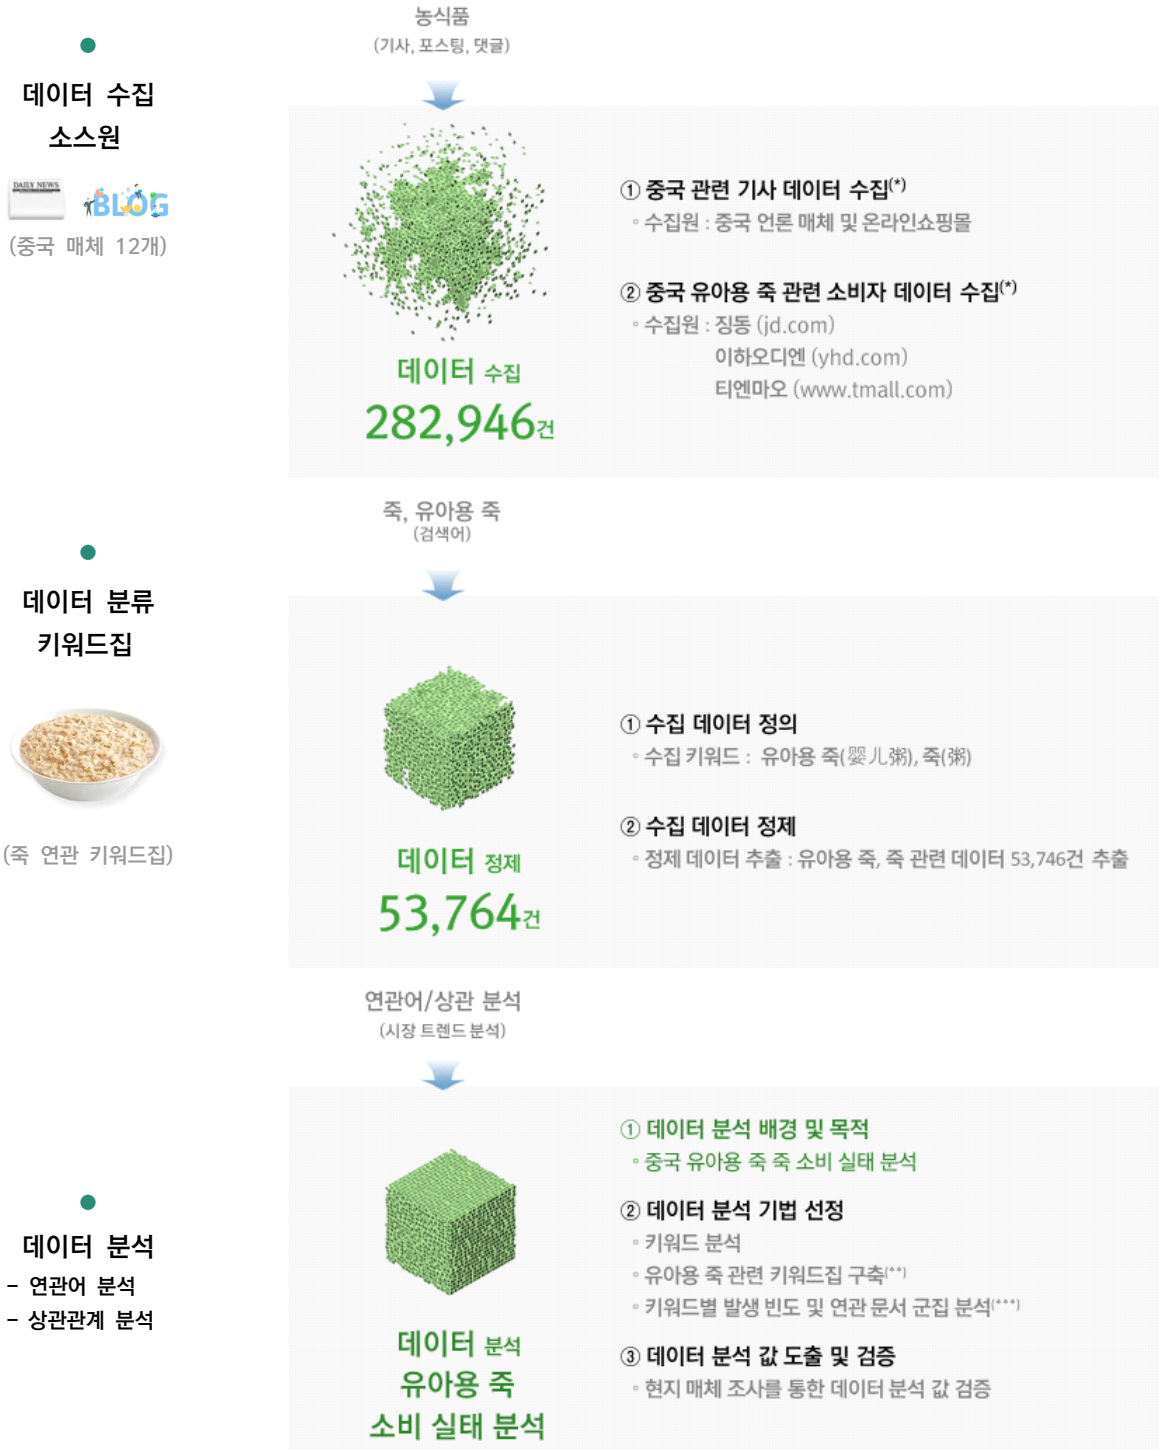 농식품
(기사, 포스팅, 댓글)
데이터 수집
소스원
DAILY NEWS
BLOG
(중국 매체 12개)
① 중국 관련 기사 데이터 수집(*)
◦ 수집원 : 중국 언론 매체 및 온라인쇼핑몰
② 중국 유아용 죽 관련 소비자 데이터 수집(*)
◦ 수집원 : 징동 (jd.com)
이하오디엔 (yhd.com)
티엔마오 (www.tmall.com)
데이터 수집
282,946건
죽, 유아용 죽
(검색어)
데이터 분류
키워드집
(죽 연관 키워드집)
① 수집 데이터 정의
◦ 수집 키워드 : 유아용 죽(婴儿粥), 죽(粥)
② 수집 데이터 정제
◦ 정제 데이터 추출 : 유아용 죽, 죽 관련 데이터 53,746건 추출
데이터 정제
53,764건
연관어/상관 분석
(시장 트렌드 분석)
데이터 분석
- 연관어 분석
- 상관관계 분석
① 데이터 분석 배경 및 목적
◦ 중국 유아용 죽 죽 소비 실태 분석
② 데이터 분석 기법 선정
◦ 키워드 분석
◦ 유아용 죽 관련 키워드집 구축(**)
◦ 키워드별 발생 빈도 및 연관 문서 군집 분석(***)
③ 데이터 분석 값 도출 및 검증
◦ 현지 매체 조사를 통한 데이터 분석 값 검증
데이터 분석
유아용 죽
소비 실태 분석